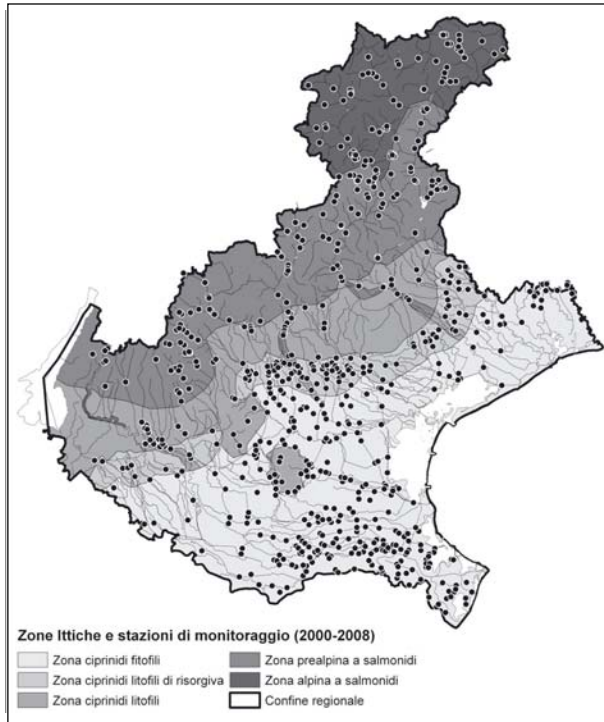 Zone Ittiche e stazioni di monitoraggio (2000-2008)
Zona ciprinidi fitofili
Zona ciprinidi litofili di risorgiva
Zona ciprinidi litofili
Zona prealpina a salmonidi
Zona alpina a salmonidi
Confine regionale